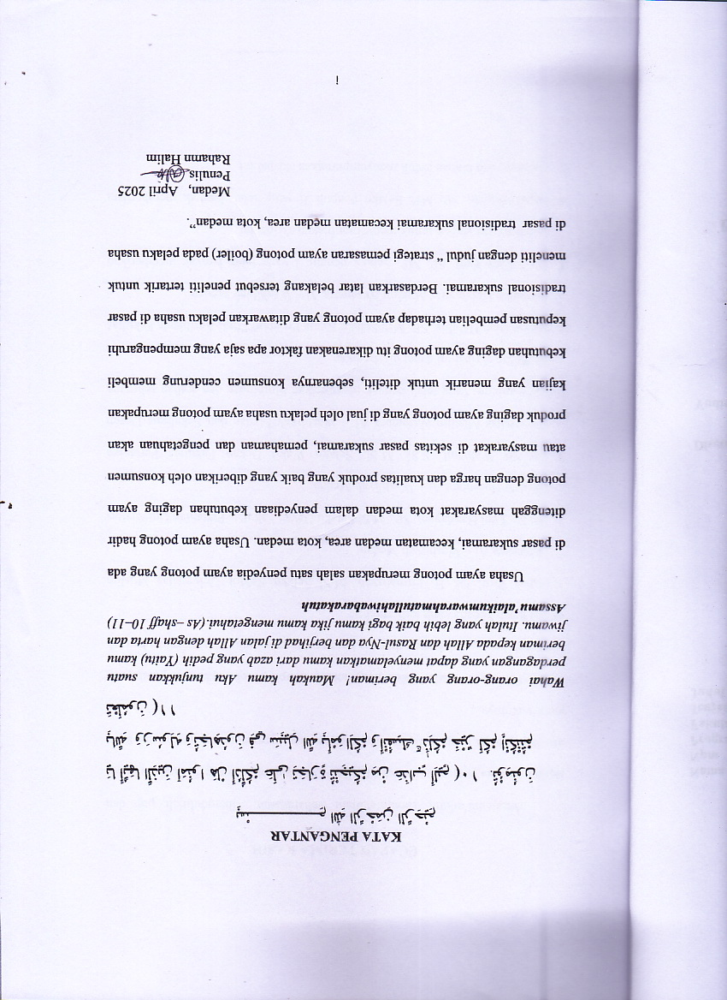 KATA PENGANTAR
بِسْــــــــــــــمِ اللهِ الرَّحْمٰنِ الرَّحِيْمِ
يا أَيُّهَا الَّذِينَ آمَنُوا هَلْ أَدُلُّكُمْ عَلَىٰ تِجَارَةٍ تُنْجِيكُمْ مِنْ عَذَابٍ أَلِيمٍ (١٠ تُؤْمِنُونَ
بِاللَّهِ وَرَسُولِهِ وَتُجَاهِدُونَ فِي سَبِيلِ اللَّهِ بِأَمْوَالِكُمْ وَأَنْفُسِكُمْ ذَٰلِكُمْ خَيْرٌ لَكُمْ إِنْ كُنْتُمْ
تَعْلَمُونَ (١١
Wahai orang-orang yang beriman! Maukah kamu Aku tunjukkan suatu
perdagangan yang dapat menyelamatkan kamu dari azab yang pedih (Yaitu) kamu
beriman kepada Allah dan Rasul-Nya dan berjihad di jalan Allah dengan harta dan
jiwamu. Itulah yang lebih baik bagi kamu jika kamu mengetahui.(As –shaff 10–11)
Assamu'alaikumwarahmatullahiwabarakatuh
Usaha ayam potong merupakan salah satu penyedia ayam potong yang ada
di pasar sukaramai, kecamatan medan area, kota medan. Usaha ayam potong hadir
ditenggah masyarakat kota medan dalam penyediaan kebutuhan daging ayam
potong dengan harga dan kualitas produk yang baik yang diberikan oleh konsumen
atau masyarakat di sekitas pasar sukaramai, pemahaman dan pengetahuan akan
produk daging ayam potong yang di jual oleh pelaku usaha ayam potong merupakan
kajian yang menarik untuk diteliti, sebenarnya konsumen cenderung membeli
kebutuhan daging ayam potong itu dikarenakan faktor apa saja yang mempengaruhi
keputusan pembelian terhadap ayam potong yang ditawarkan pelaku usaha di pasar
tradisional sukaramai. Berdasarkan latar belakang tersebut peneliti tertarik untuk
meneliti dengan judul “ strategi pemasaran ayam potong (boiler) pada pelaku usaha
di pasar tradisional sukaramai kecamatan medan area, kota medan”.
Medan, April 2025
Penulis,
Rahamn Halim
i